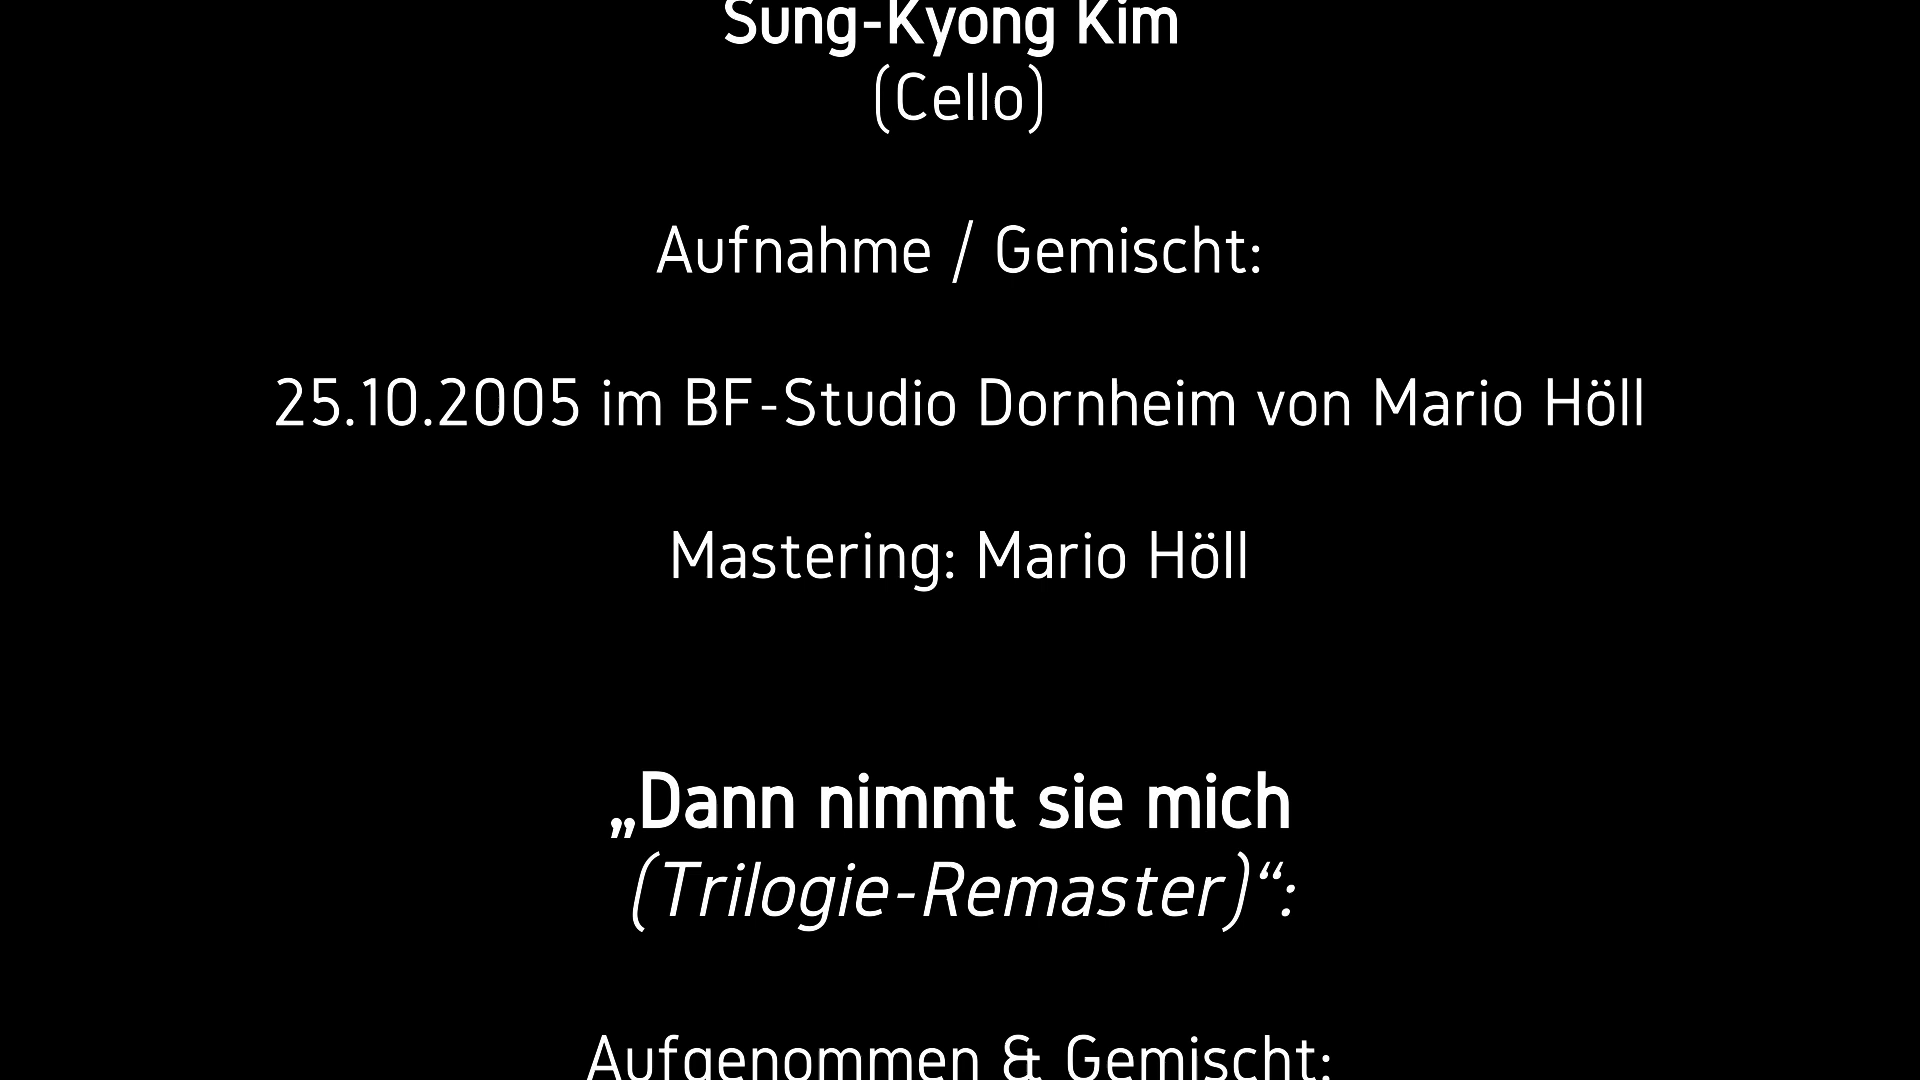 Sung-Kyong Kim
(Cello)
Aufnahme / Gemischt:
25.10.2005 im BF-Studio Dornheim von Mario Höll
Mastering: Mario Höll
„Dann nimmt sie mich
(Trilogie-Remaster)“:
Aufgenommen & Gemischt: